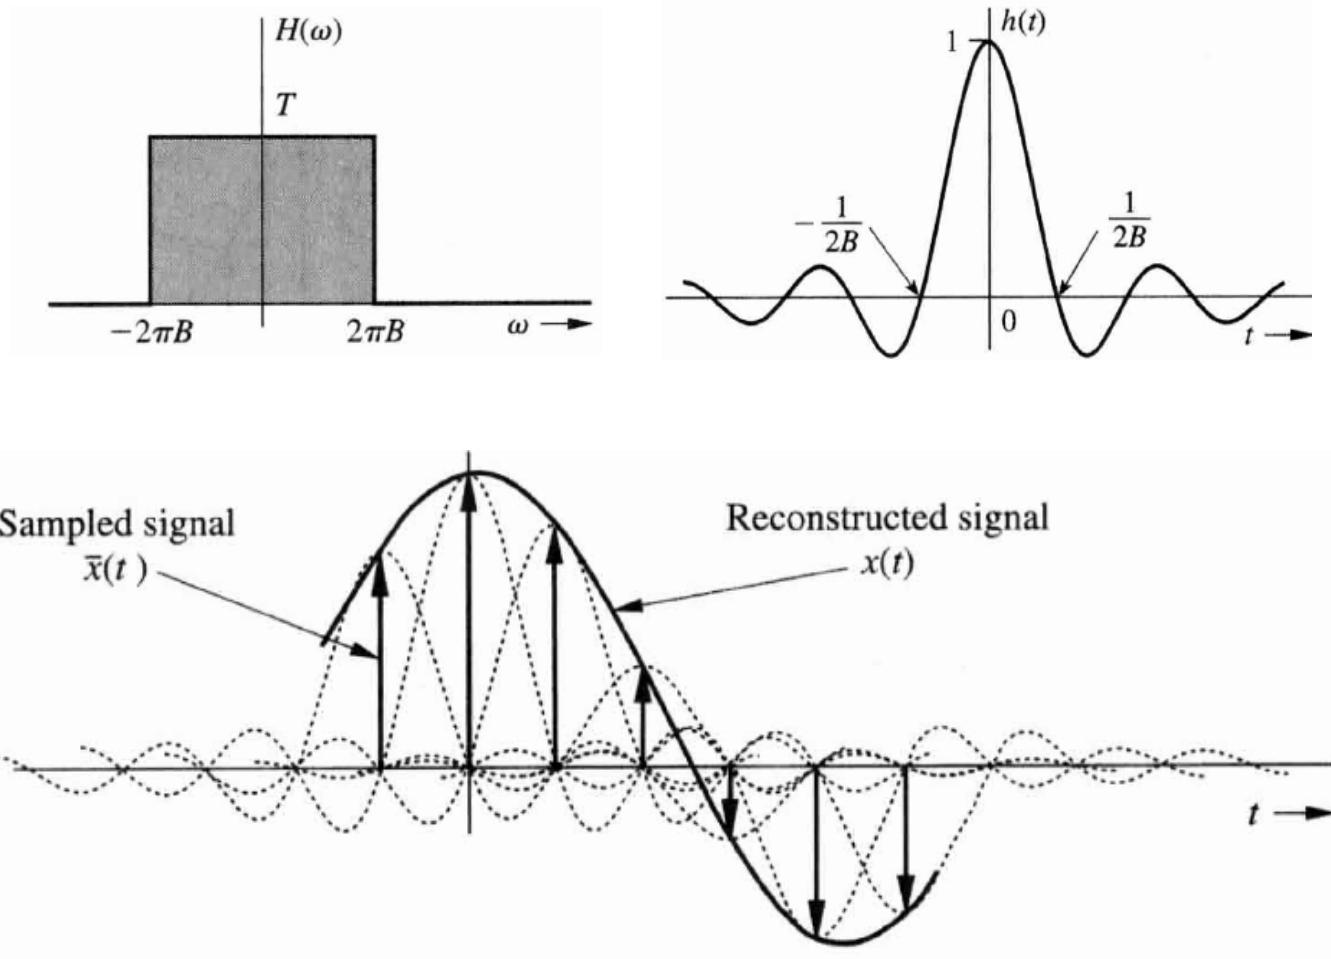 H(ω)
T
−2πB
2πB
ω
h(t)
1
−1/2B
1/2B
0
t
Sampled signal
x̅(t)
Reconstructed signal
x(t)
t